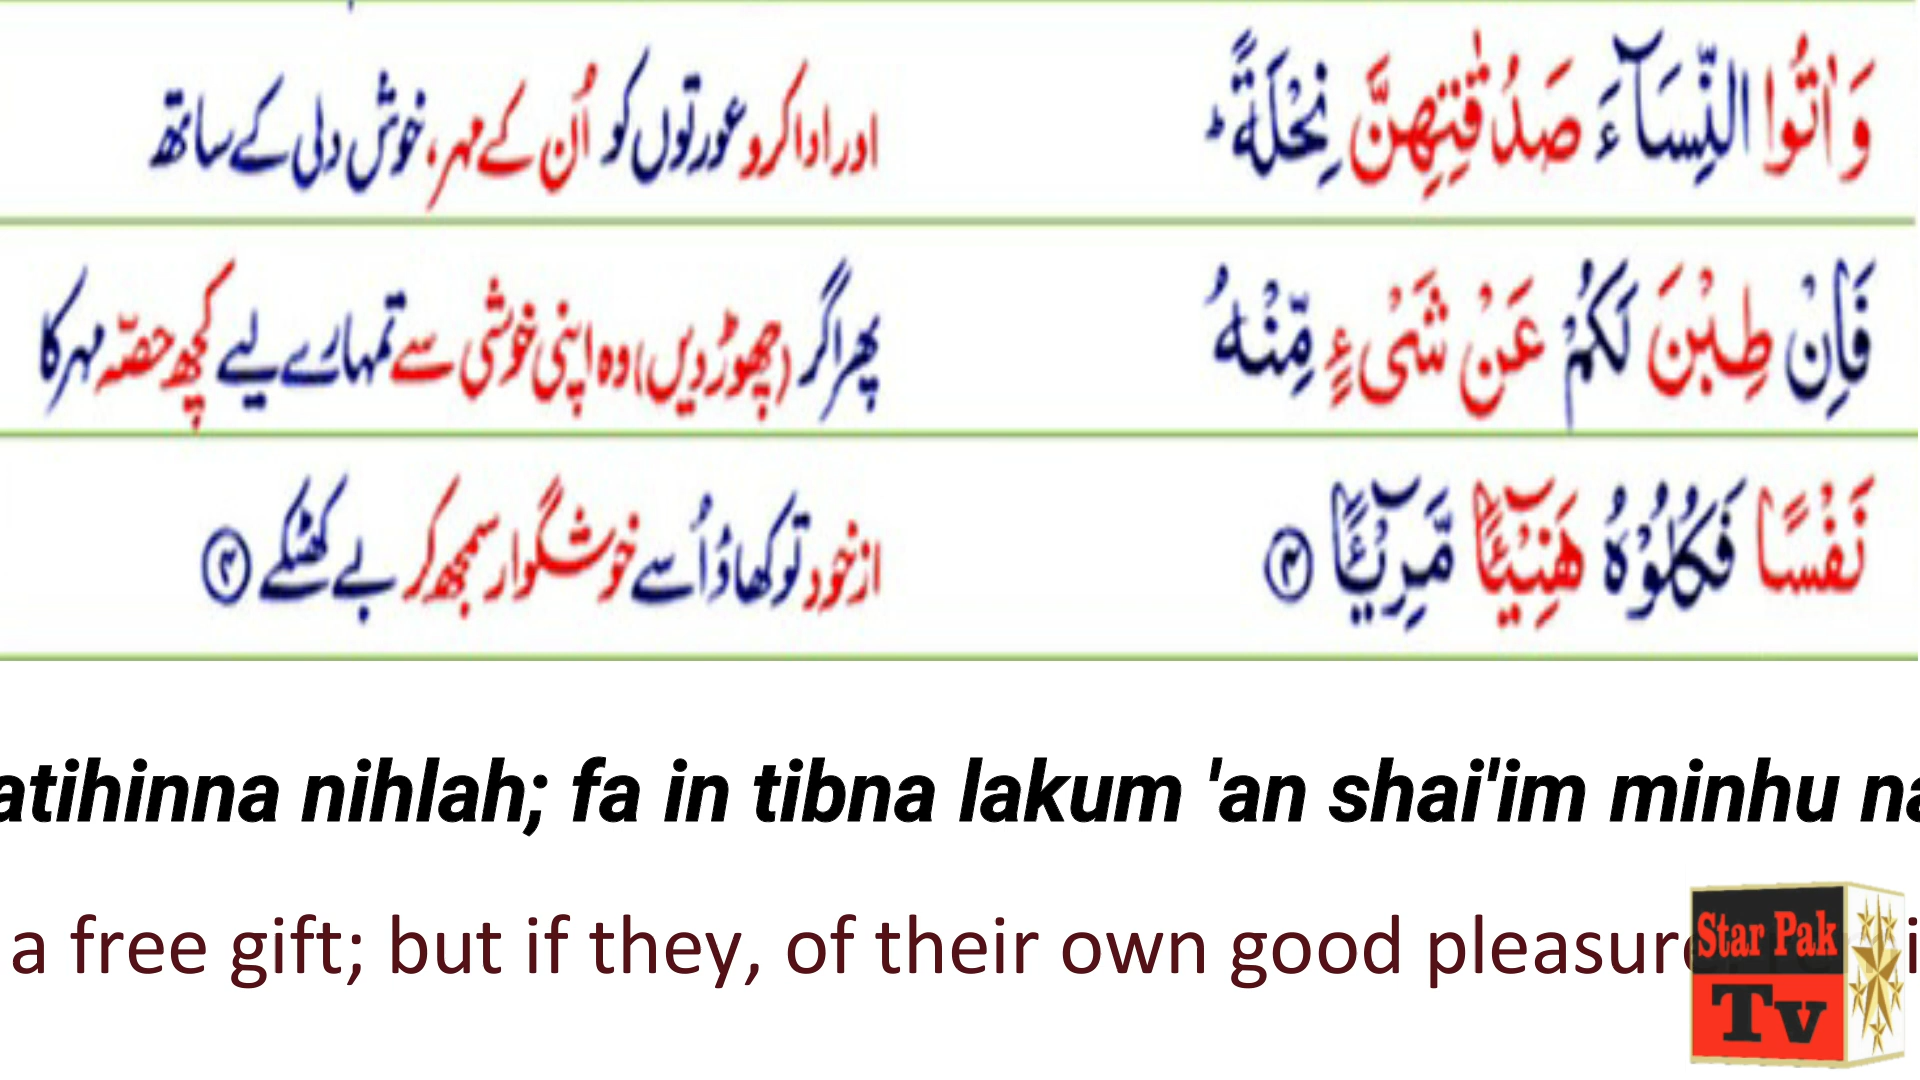 وَ اٰتُوا النِّسَآءَ صَدُقٰتِهِنَّ نِحْلَةً ؕ
اور ادا کرو عورتوں کو اُن کے مہر، خوش دلی کے ساتھ
فَاِنْ طِبْنَ لَكُمْ عَنْ شَیْءٍ مِّنْهُ
پھر اگر (چھوڑ دیں) وہ اپنی خوشی سے تمہارے لیے کچھ حصّہ مہر کا
نَفْسًا فَكُلُوْهُ هَنِیْٓـًٔا مَّرِیْٓـًٔا ۴
از خود تو کھاؤ اُسے خوشگوار سمجھ کر بے کھٹکے ۴
atihinna nihlah; fa in tibna lakum 'an shai'im minhu na
a free gift; but if they, of their own good pleasure
Star Pak
Tv